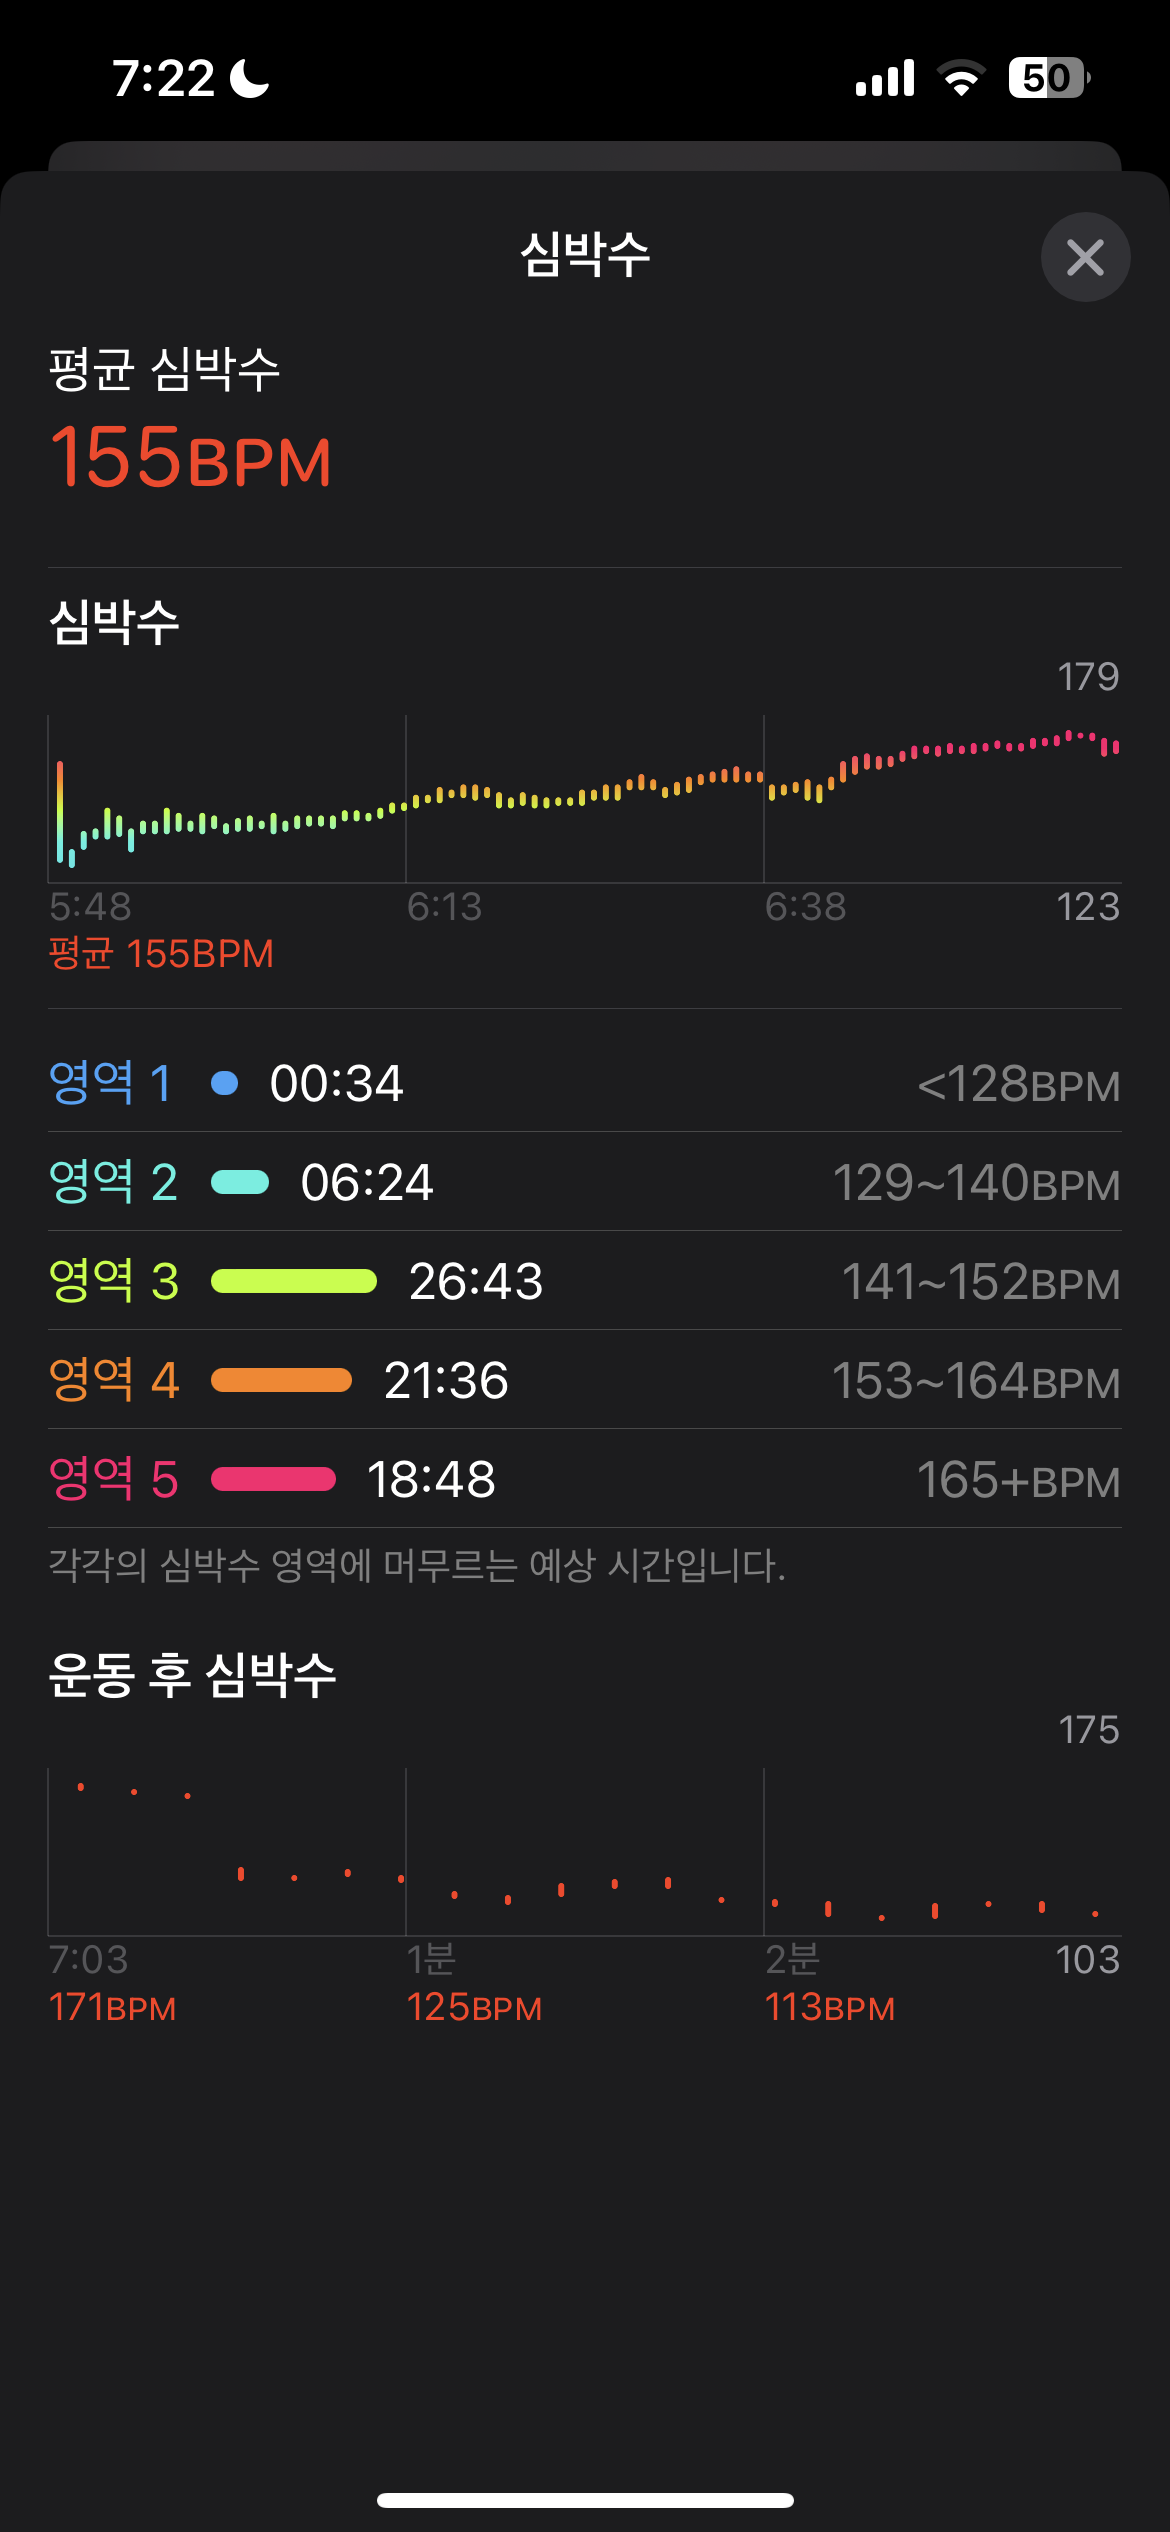 7:22
50
심박수
평균 심박수
155BPM
심박수
179
5:48 6:13 6:38 123
평균 155BPM
영역 1 00:34 <128BPM
영역 2 06:24 129~140BPM
영역 3 26:43 141~152BPM
영역 4 21:36 153~164BPM
영역 5 18:48 165+BPM
각각의 심박수 영역에 머무르는 예상 시간입니다.
운동 후 심박수
175
7:03 1분 2분 103
171BPM 125BPM 113BPM